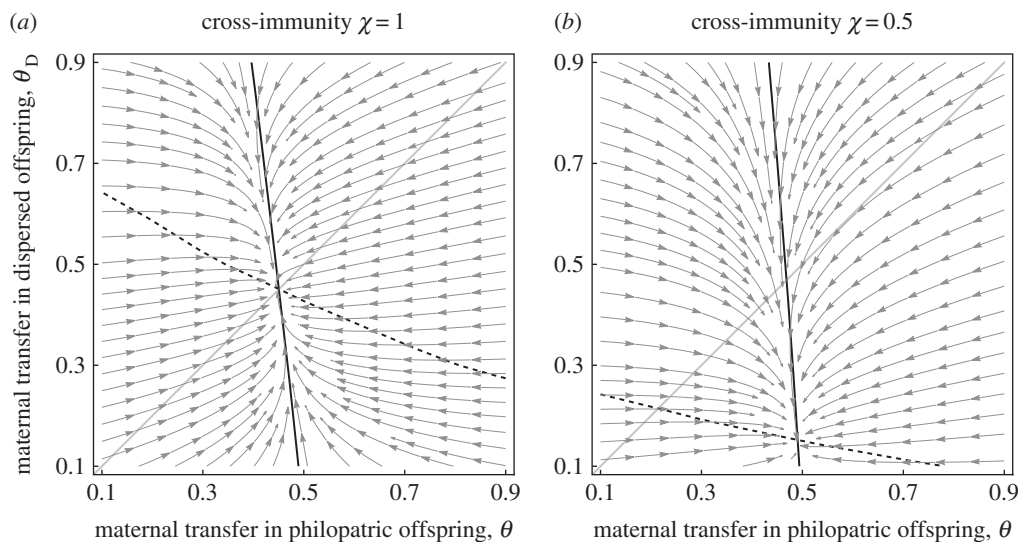 (a) cross-immunity χ = 1
0.9
0.7
0.5
0.3
0.1
maternal transfer in dispersed offspring, θD
0.1 0.3 0.5 0.7 0.9
maternal transfer in philopatric offspring, θ
(b) cross-immunity χ = 0.5
0.9
0.7
0.5
0.3
0.1
0.1 0.3 0.5 0.7 0.9
maternal transfer in philopatric offspring, θ